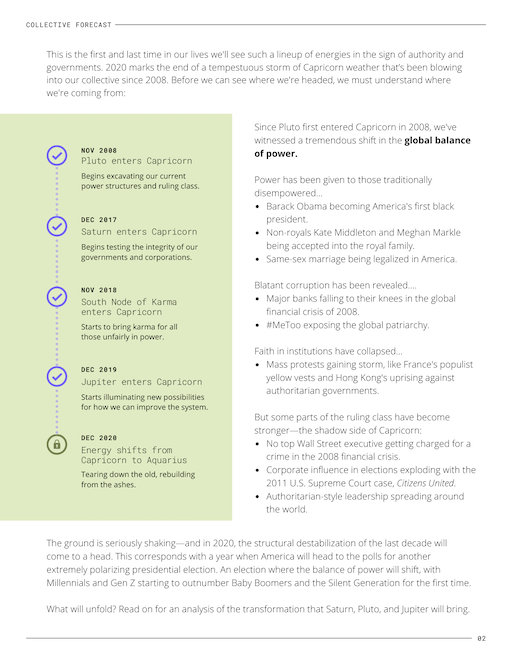 COLLECTIVE FORECAST
This is the first and last time in our lives we'll see such a lineup of energies in the sign of authority and
governments. 2020 marks the end of a tempestuous storm of Capricorn weather that's been blowing
into our collective since 2008. Before we can see where we're headed, we must understand where
we're coming from:
NOV 2008
Pluto enters Capricorn
Begins excavating our current
power structures and ruling class.
DEC 2017
Saturn enters Capricorn
Begins testing the integrity of our
governments and corporations.
NOV 2018
South Node of Karma
enters Capricorn
Starts to bring karma for all
those unfairly in power.
DEC 2019
Jupiter enters Capricorn
Starts illuminating new possibilities
for how we can improve the system.
DEC 2020
Energy shifts from
Capricorn to Aquarius
Tearing down the old, rebuilding
from the ashes.
Since Pluto first entered Capricorn in 2008, we've
witnessed a tremendous shift in the global balance
of power.
Power has been given to those traditionally
disempowered...
• Barack Obama becoming America's first black
president.
• Non-royals Kate Middleton and Meghan Markle
being accepted into the royal family.
• Same-sex marriage being legalized in America.
Blatant corruption has been revealed....
• Major banks falling to their knees in the global
financial crisis of 2008.
• #MeToo exposing the global patriarchy.
Faith in institutions have collapsed...
• Mass protests gaining storm, like France's populist
yellow vests and Hong Kong's uprising against
authoritarian governments.
But some parts of the ruling class have become
stronger—the shadow side of Capricorn:
• No top Wall Street executive getting charged for a
crime in the 2008 financial crisis.
• Corporate influence in elections exploding with the
2011 U.S. Supreme Court case, Citizens United.
• Authoritarian-style leadership spreading around
the world.
The ground is seriously shaking—and in 2020, the structural destabilization of the last decade will
come to a head. This corresponds with a year when America will head to the polls for another
extremely polarizing presidential election. An election where the balance of power will shift, with
Millennials and Gen Z starting to outnumber Baby Boomers and the Silent Generation for the first time.
What will unfold? Read on for an analysis of the transformation that Saturn, Pluto, and Jupiter will bring.
02